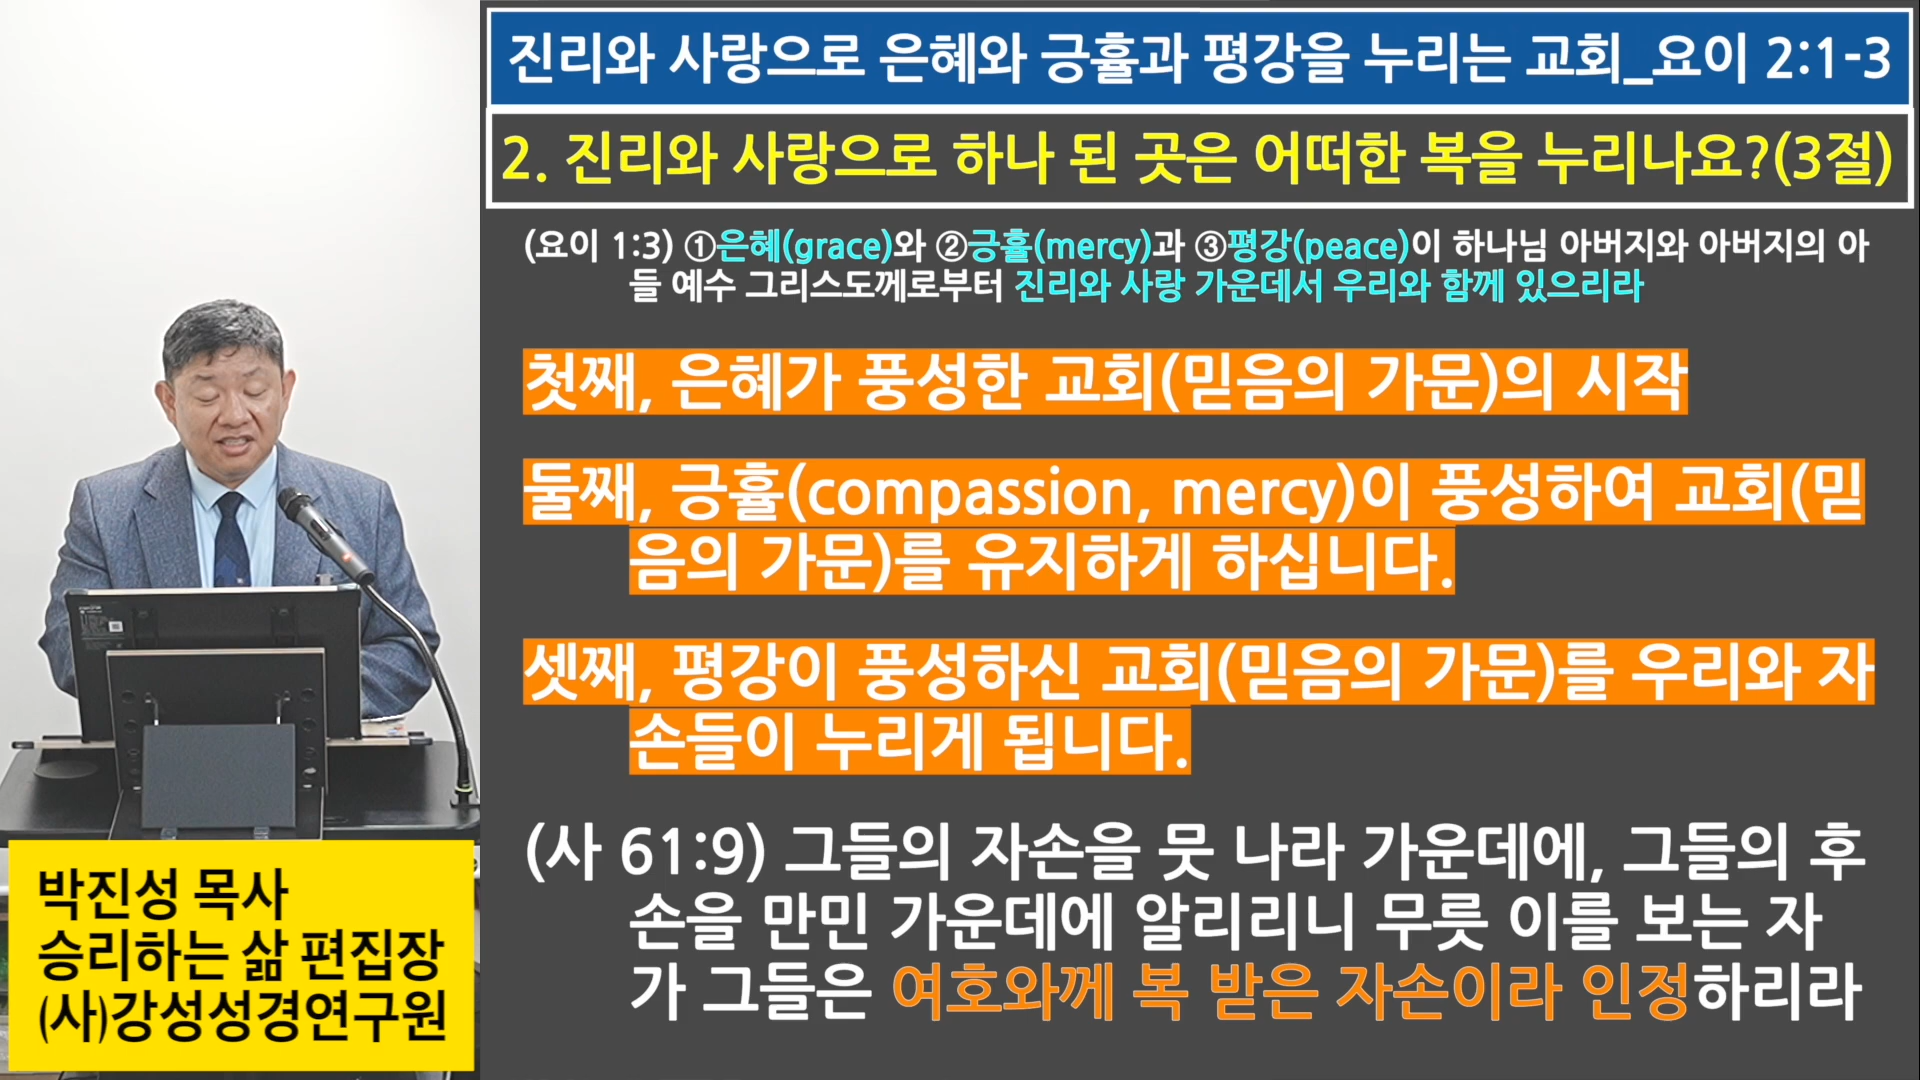 진리와 사랑으로 은혜와 긍휼과 평강을 누리는 교회_요이 2:1-3
2. 진리와 사랑으로 하나 된 곳은 어떠한 복을 누리나요?(3절)
(요이 1:3) ①은혜(grace)와 ②긍휼(mercy)과 ③평강(peace)이 하나님 아버지와 아버지의 아
들 예수 그리스도께로부터 진리와 사랑 가운데서 우리와 함께 있으리라
첫째, 은혜가 풍성한 교회(믿음의 가문)의 시작
둘째, 긍휼(compassion, mercy)이 풍성하여 교회(믿
음의 가문)를 유지하게 하십니다.
셋째, 평강이 풍성하신 교회(믿음의 가문)를 우리와 자
손들이 누리게 됩니다.
(사 61:9) 그들의 자손을 뭇 나라 가운데에, 그들의 후
손을 만민 가운데에 알리리니 무릇 이를 보는 자
가 그들은 여호와께 복 받은 자손이라 인정하리라
박진성 목사
승리하는 삶 편집장
(사)강성성경연구원